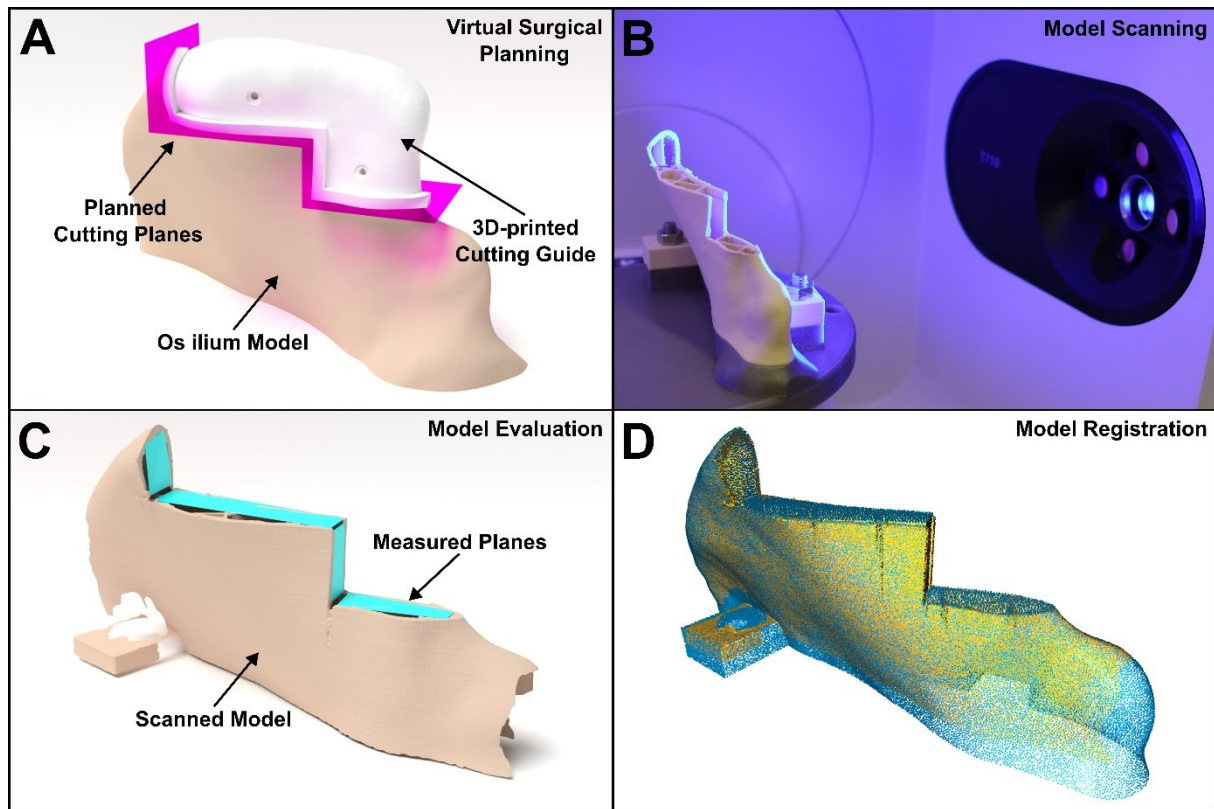 A
Virtual Surgical
Planning
Planned
Cutting Planes
3D-printed
Cutting Guide
Os ilium Model
B
Model Scanning
C
Model Evaluation
Measured Planes
Scanned Model
D
Model Registration